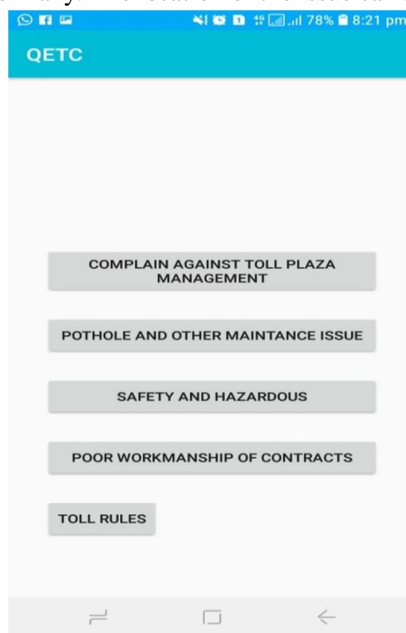 78% 8:21 pm
QETC
COMPLAIN AGAINST TOLL PLAZA
MANAGEMENT
POTHOLE AND OTHER MAINTANCE ISSUE
SAFETY AND HAZARDOUS
POOR WORKMANSHIP OF CONTRACTS
TOLL RULES